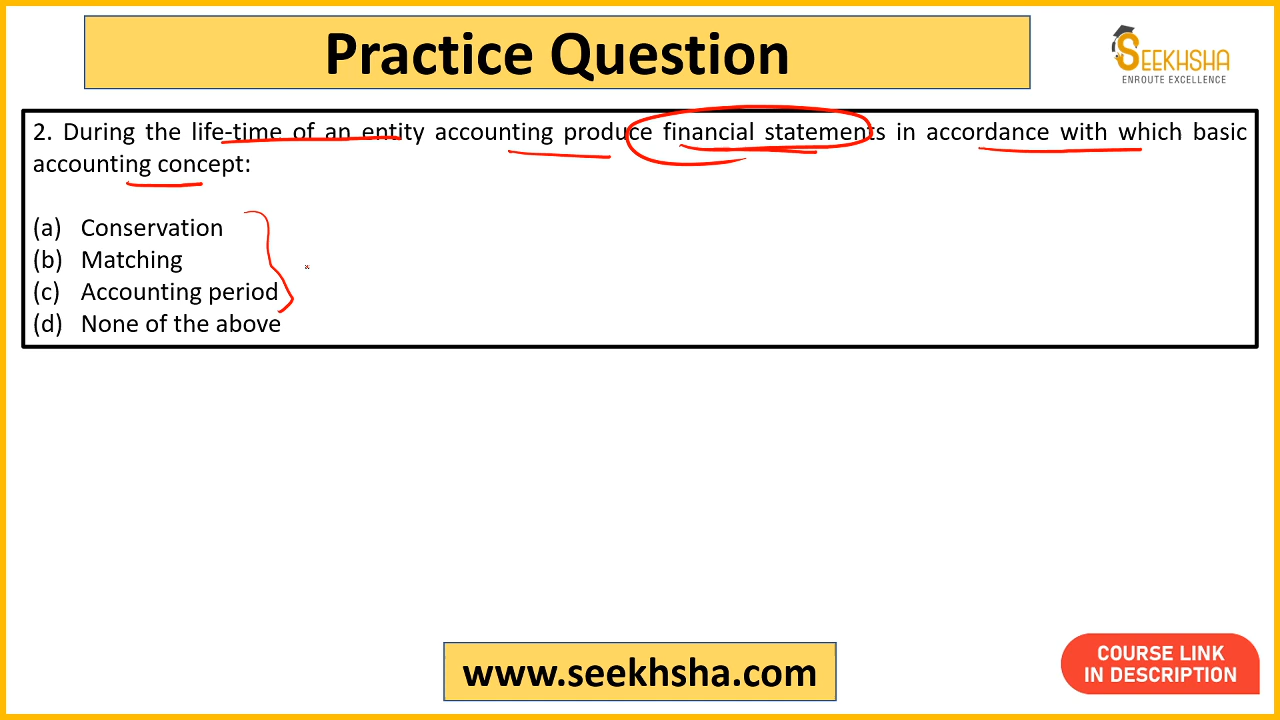 Practice Question
SEEKHSHA
ENROUTE EXCELLENCE
2. During the life-time of an entity accounting produce financial statements in accordance with which basic
accounting concept:
(a) Conservation
(b) Matching
(c) Accounting period
(d) None of the above
www.seekhsha.com
COURSE LINK
IN DESCRIPTION